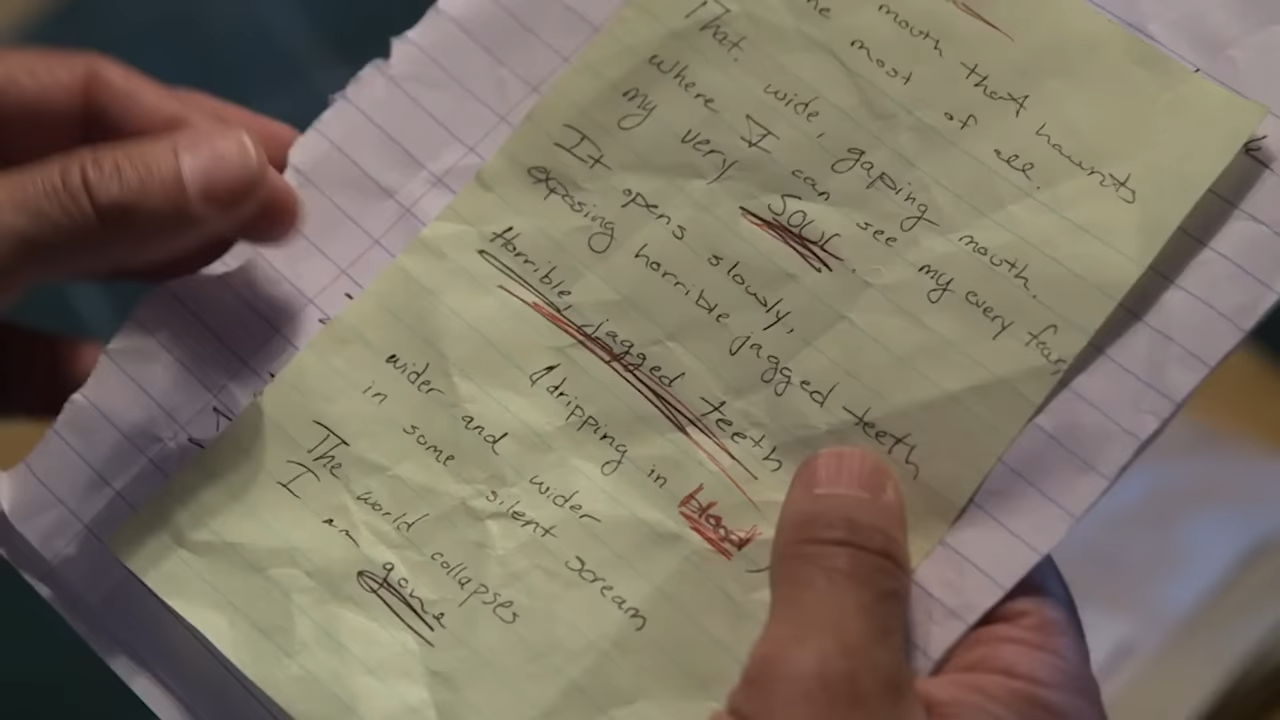 mouth that haunts
most of all.
That. wide, gaping mouth.
where I can see my every fear,
my very SOUL.
It opens slowly,
exposing horrible jagged teeth
Horrible, jagged teeth
dripping in blood,
wider and wider
in some silent scream
The world collapses
I am gone